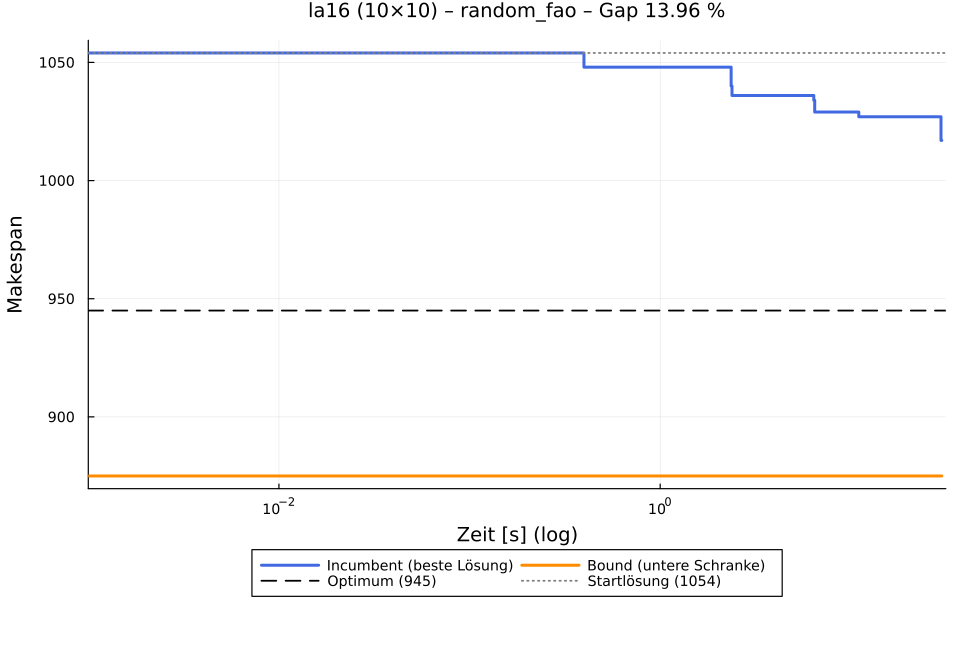 la16 (10×10) – random_fao – Gap 13.96 %
Makespan
1050
1000
950
900
10⁻² 10⁰
Zeit [s] (log)
Incumbent (beste Lösung) Bound (untere Schranke)
Optimum (945) Startlösung (1054)